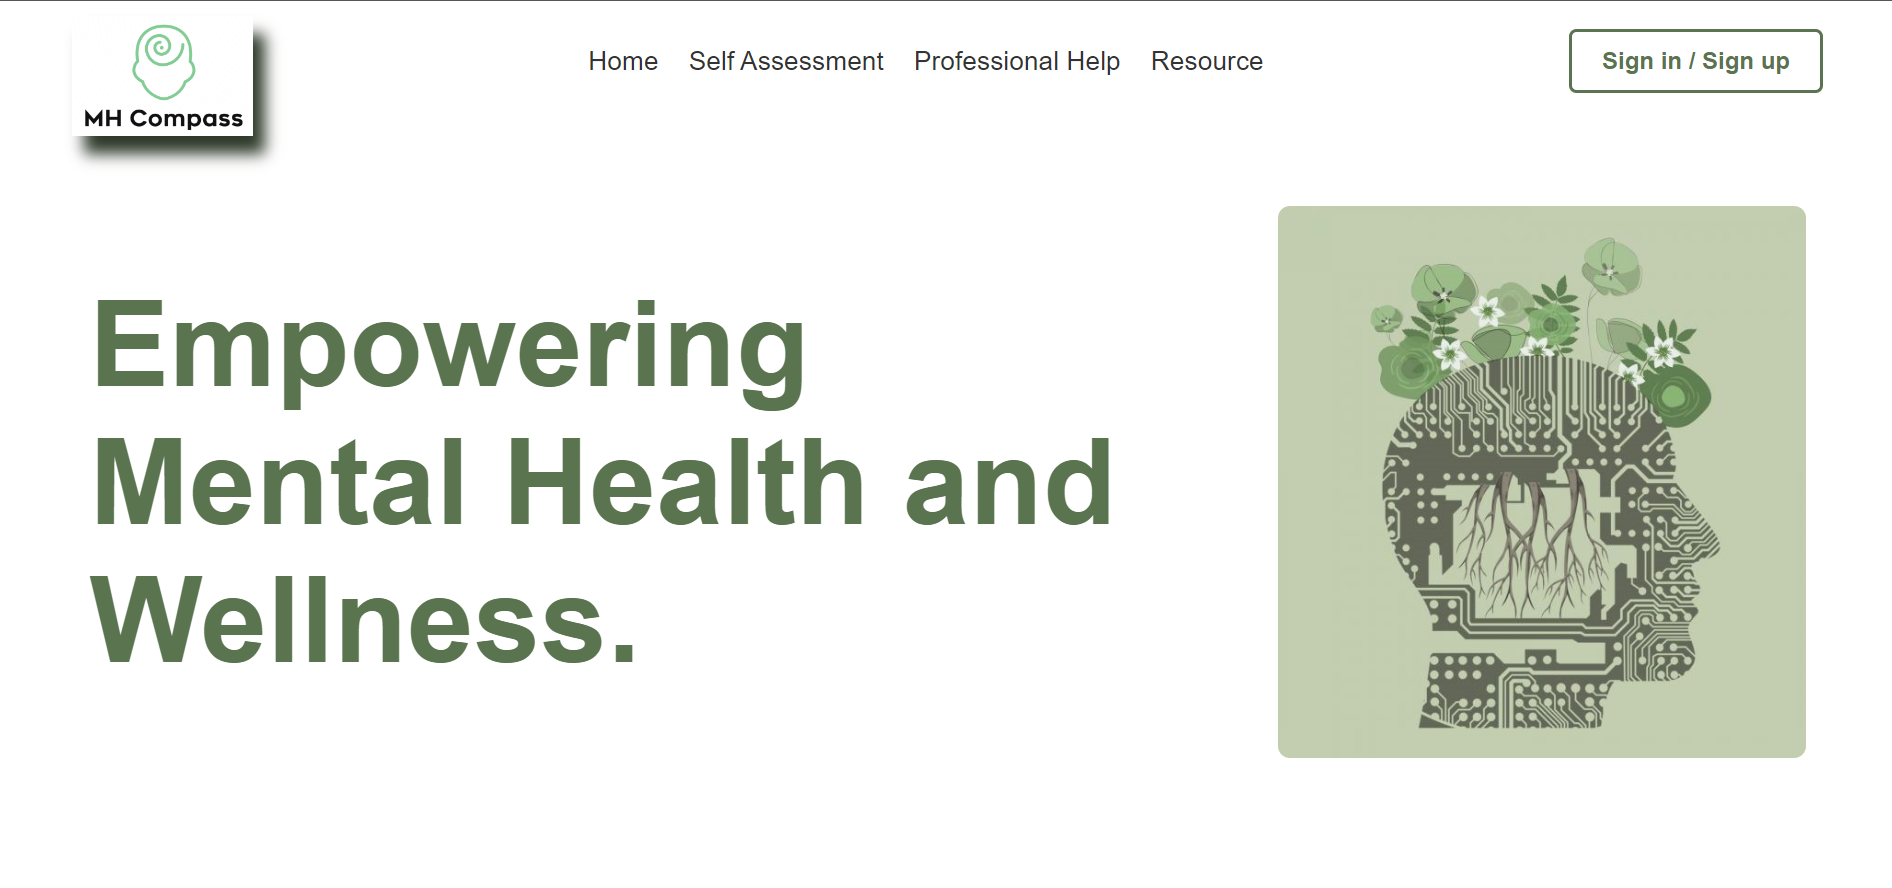 MH Compass
Home Self Assessment Professional Help Resource
Sign in / Sign up
Empowering
Mental Health and
Wellness.